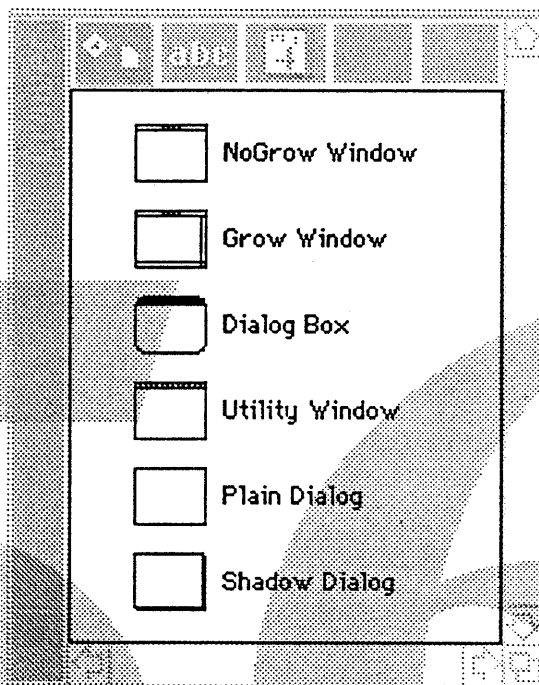 abc
NoGrow Window
Grow Window
Dialog Box
Utility Window
Plain Dialog
Shadow Dialog